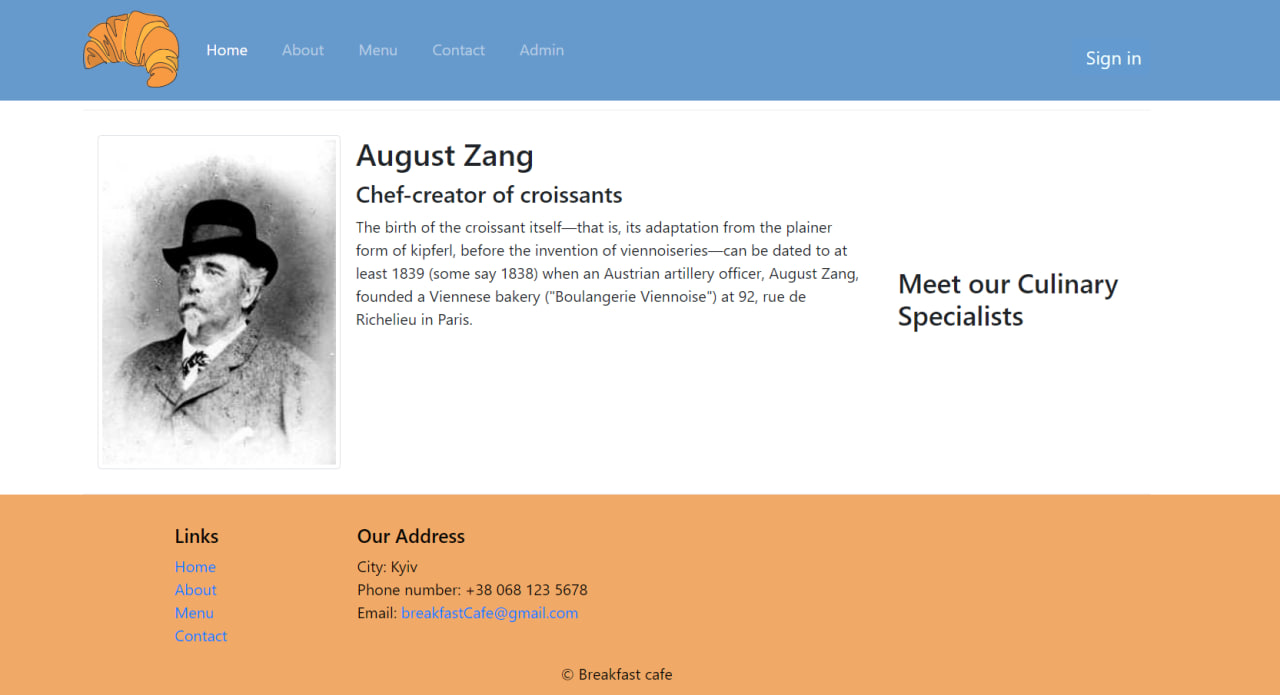 Home About Menu Contact Admin
Sign in
August Zang
Chef-creator of croissants
The birth of the croissant itself—that is, its adaptation from the plainer
form of kipferl, before the invention of viennoiseries—can be dated to at
least 1839 (some say 1838) when an Austrian artillery officer, August Zang,
founded a Viennese bakery ("Boulangerie Viennoise") at 92, rue de
Richelieu in Paris.
Meet our Culinary
Specialists
Links
Home
About
Menu
Contact
Our Address
City: Kyiv
Phone number: +38 068 123 5678
Email: breakfastCafe@gmail.com
© Breakfast cafe